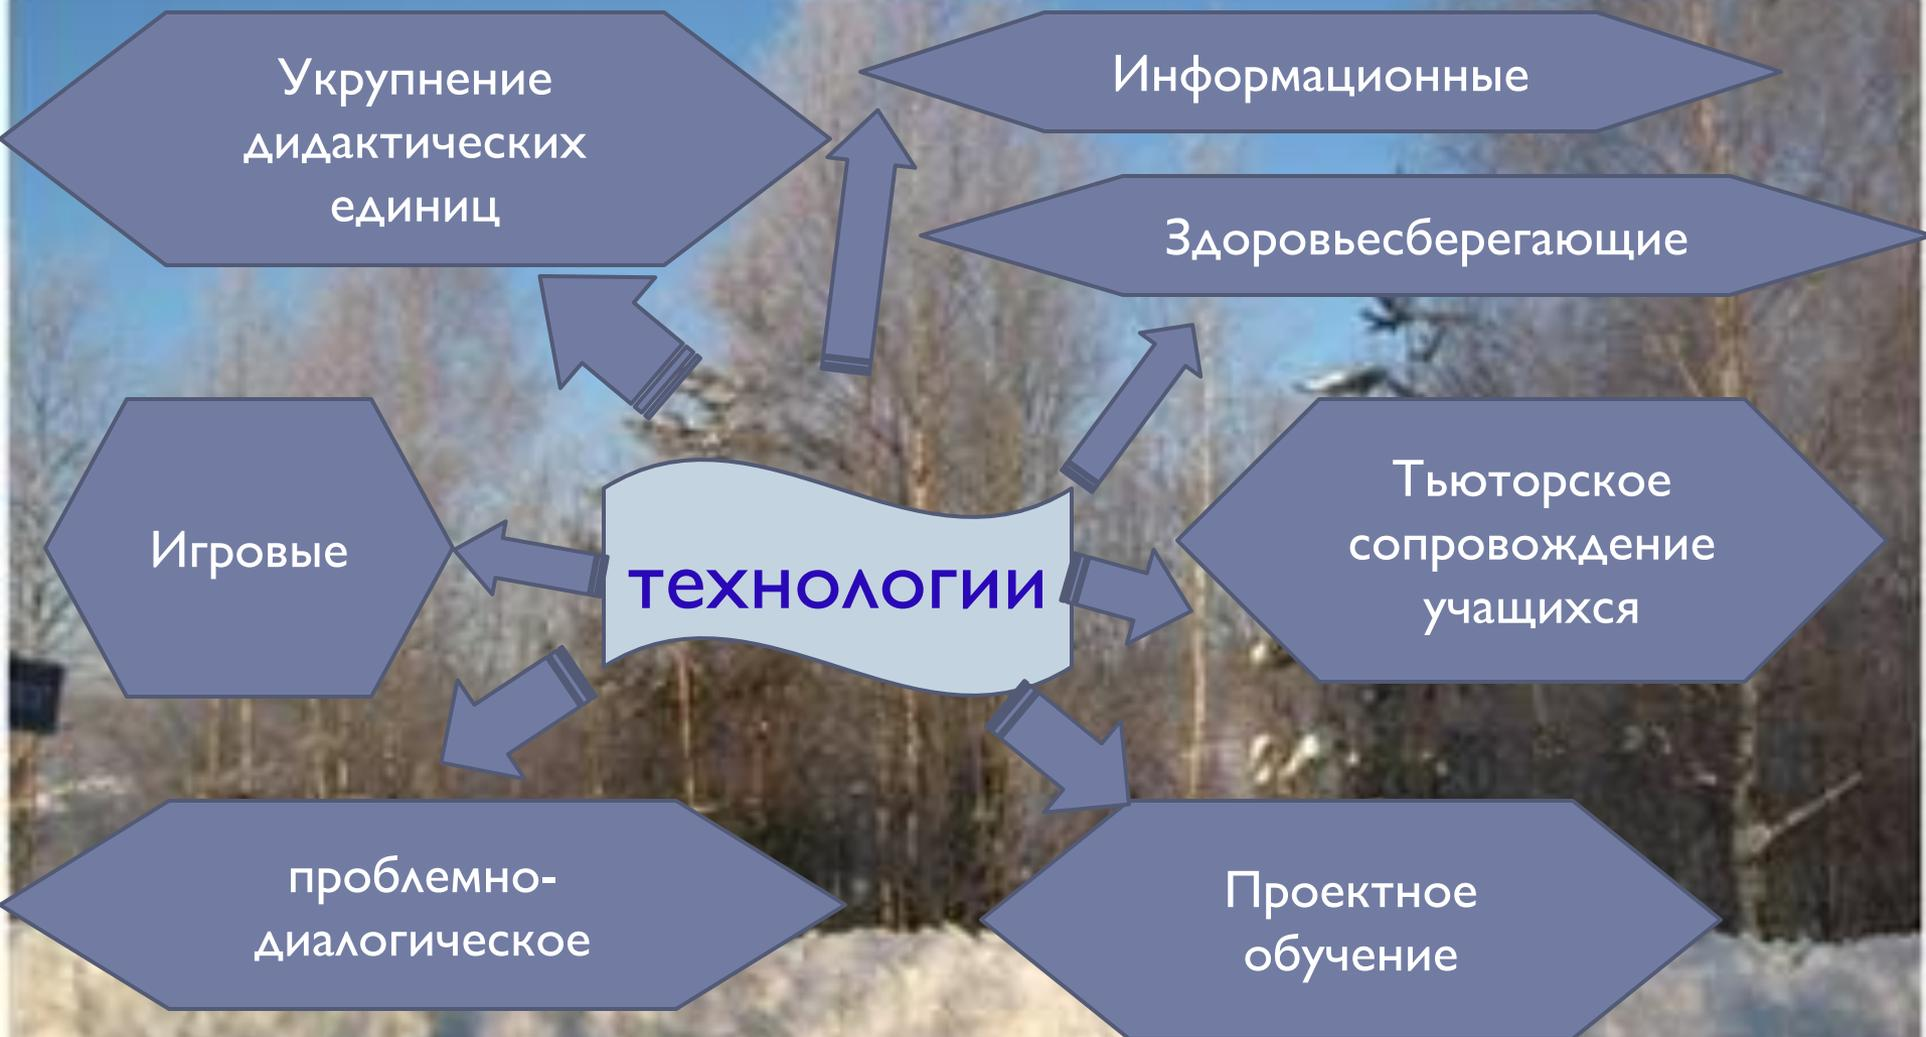 Укрупнение
дидактических
единиц
Информационные
Здоровьесберегающие
Игровые
технологии
Тьюторское
сопровождение
учащихся
проблемно-
диалогическое
Проектное
обучение